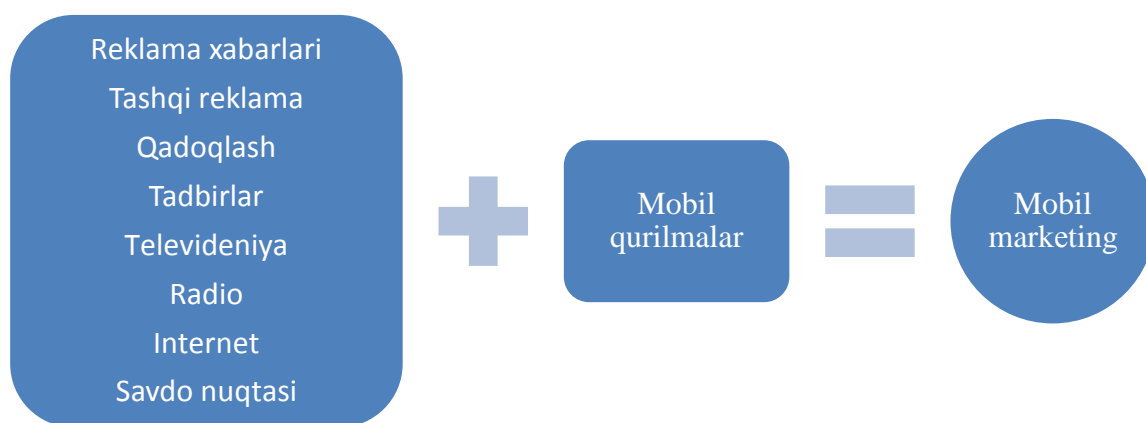 Reklama xabarlari
Tashqi reklama
Qadoqlash
Tadbirlar
Televideniya
Radio
Internet
Savdo nuqtasi
Mobil
qurilmalar
Mobil
marketing